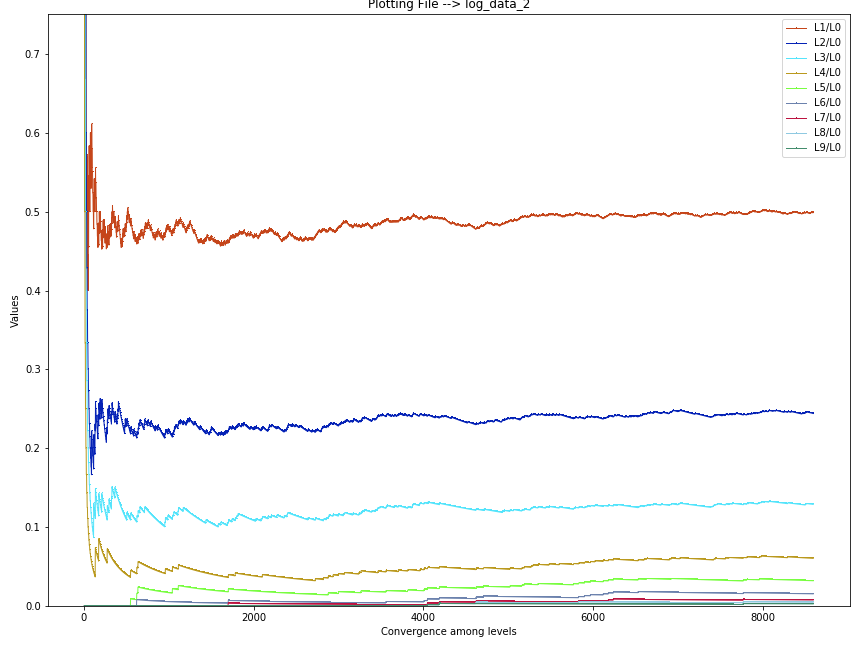 Plotting File --> log_data_2
L1/L0
L2/L0
L3/L0
L4/L0
L5/L0
L6/L0
L7/L0
L8/L0
L9/L0
Values
0.7
0.6
0.5
0.4
0.3
0.2
0.1
0.0
0
2000
4000
6000
8000
Convergence among levels